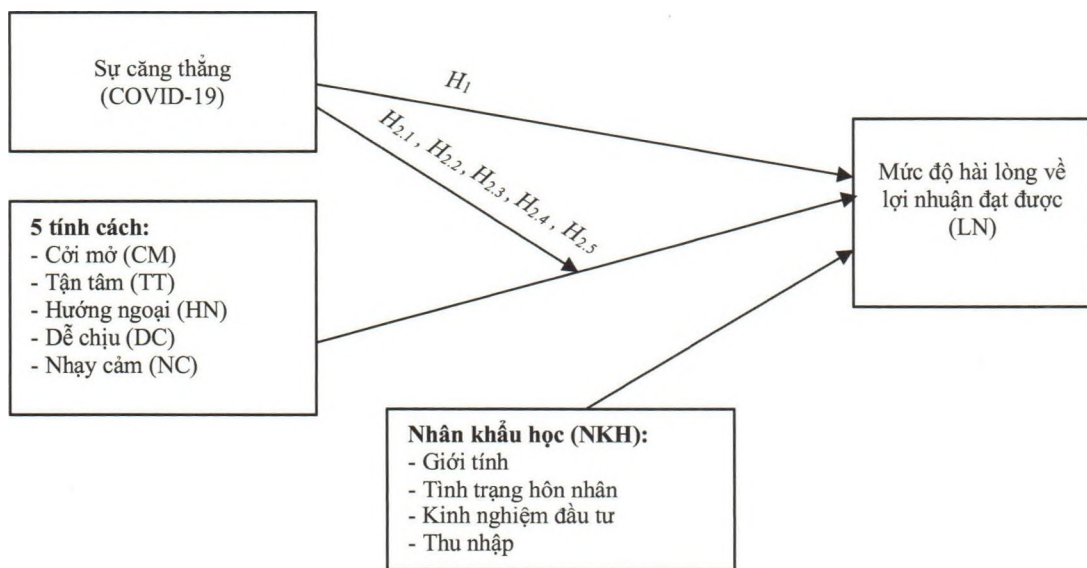 Sự căng thẳng
(COVID-19)
H1
H2.1, H2.2, H2.3, H2.4, H2.5
Mức độ hài lòng về
lợi nhuận đạt được
(LN)
5 tính cách:
- Cởi mở (CM)
- Tận tâm (TT)
- Hướng ngoại (HN)
- Dễ chịu (DC)
- Nhạy cảm (NC)
Nhân khẩu học (NKH):
- Giới tính
- Tình trạng hôn nhân
- Kinh nghiệm đầu tư
- Thu nhập